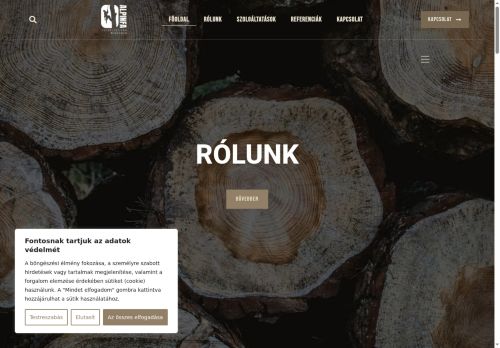 ALPINFA
FŐOLDAL
RÓLUNK
SZOLGÁLTATÁSOK
REFERENCIÁK
KAPCSOLAT
KAPCSOLAT →
RÓLUNK
BŐVEBBEN
Fontosnak tartjuk az adatok
védelmét
A böngészési élmény fokozása, a személyre szabott
hirdetések vagy tartalmak megjelenítése, valamint a
forgalom elemzése érdekében sütiket (cookie)
használunk. A "Mindet elfogadom" gombra kattintva
hozzájárulhat a sütik használatához.
Testreszabás
Elutasít
Az összes elfogadása